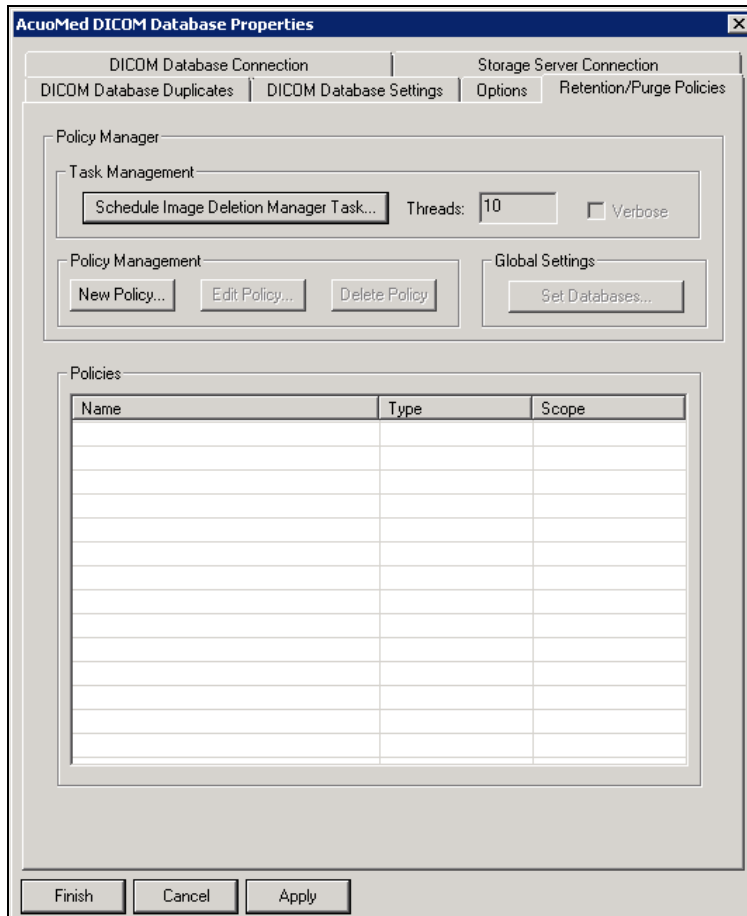 AcuoMed DICOM Database Properties
DICOM Database Connection
Storage Server Connection
DICOM Database Duplicates
DICOM Database Settings
Options
Retention/Purge Policies
Policy Manager
Task Management
Schedule Image Deletion Manager Task...
Threads:
10
Verbose
Policy Management
Global Settings
New Policy...
Edit Policy...
Delete Policy
Set Databases...
Policies
Name
Type
Scope
Finish
Cancel
Apply